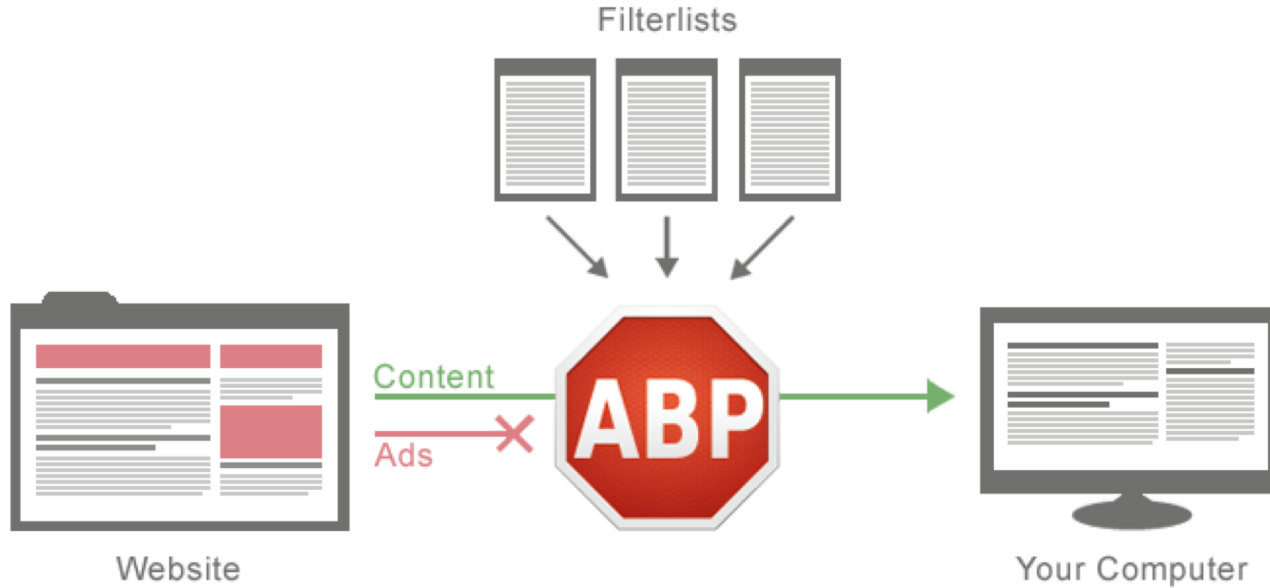 Filterlists
Content
Ads
ABP
Website
Your Computer